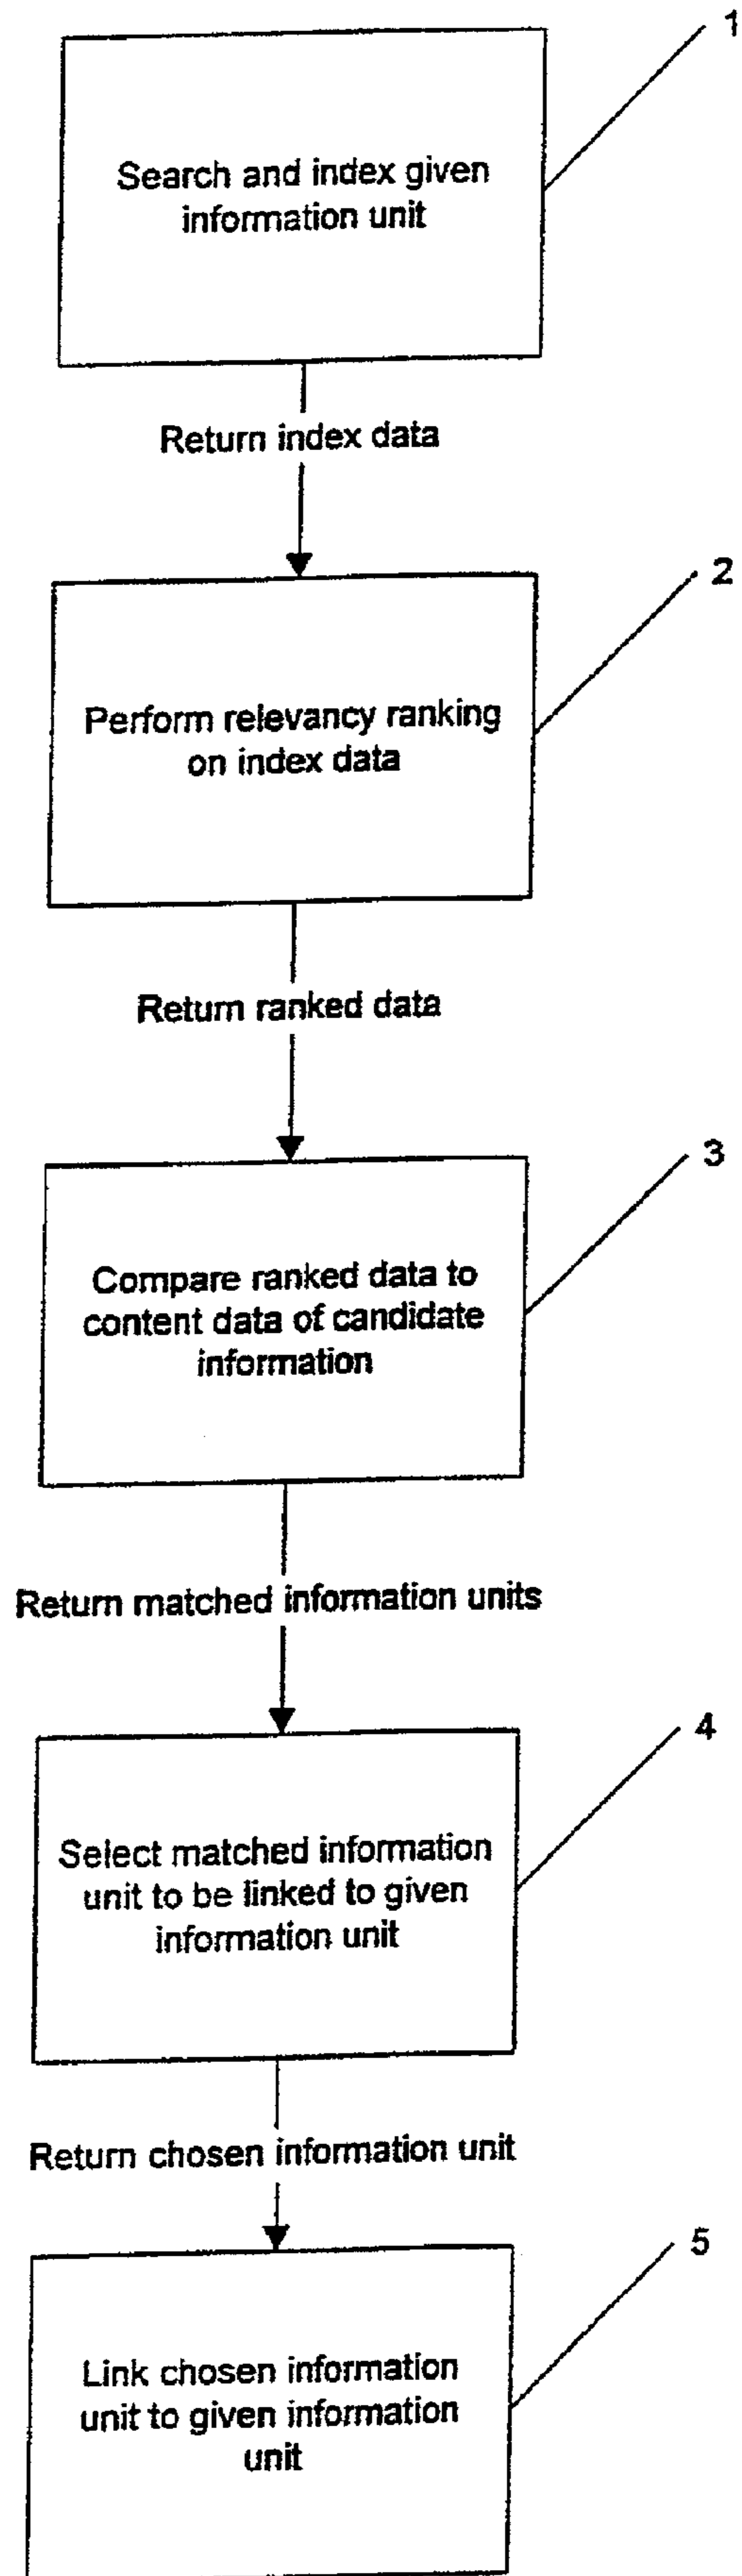 1
Search and index given
information unit
Return index data
2
Perform relevancy ranking
on index data
Return ranked data
3
Compare ranked data to
content data of candidate
information
Return matched information units
4
Select matched information
unit to be linked to given
information unit
Return chosen information unit
5
Link chosen information
unit to given information
unit